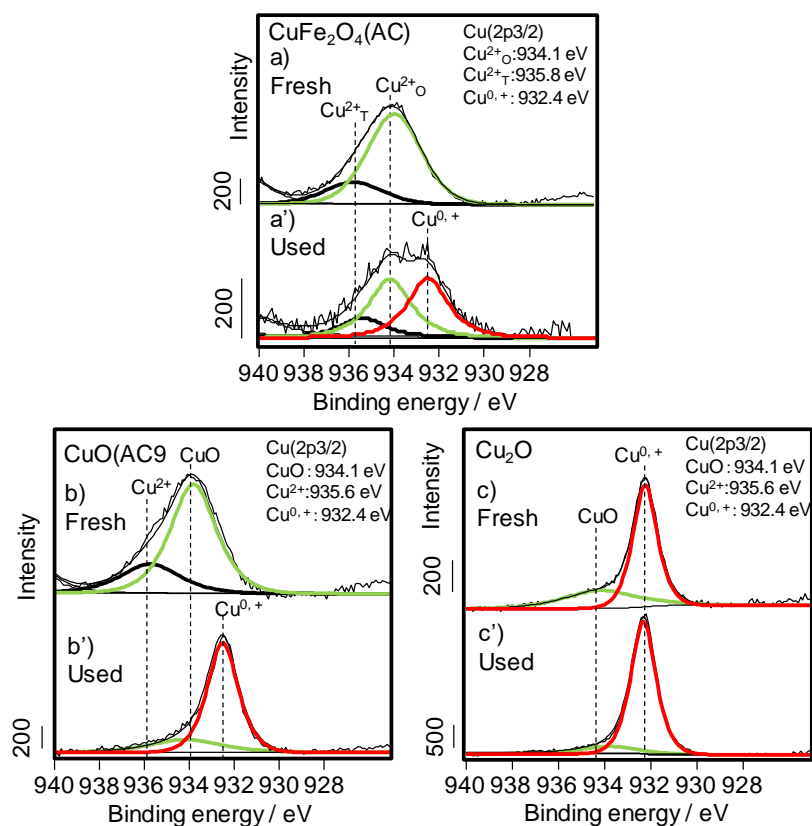 CuFe2O4(AC)
a)
Fresh
Cu(2p3/2)
Cu2+O:934.1 eV
Cu2+T:935.8 eV
Cu0,+: 932.4 eV
Cu2+T
Cu2+O
Intensity
200
a')
Used
Cu0,+
200
940 938 936 934 932 930 928
Binding energy / eV
CuO(AC9
b)
Fresh
Cu2+
CuO
Cu(2p3/2)
CuO: 934.1 eV
Cu2+:935.6 eV
Cu0,+: 932.4 eV
Intensity
Cu0,+
b')
Used
200
940 938 936 934 932 930 928
Binding energy / eV
Cu2O
c)
Fresh
Cu0,+
CuO
Cu(2p3/2)
CuO: 934.1 eV
Cu2+:935.6 eV
Cu0,+: 932.4 eV
200
c')
Used
500
940 938 936 934 932 930 928
Binding energy / eV